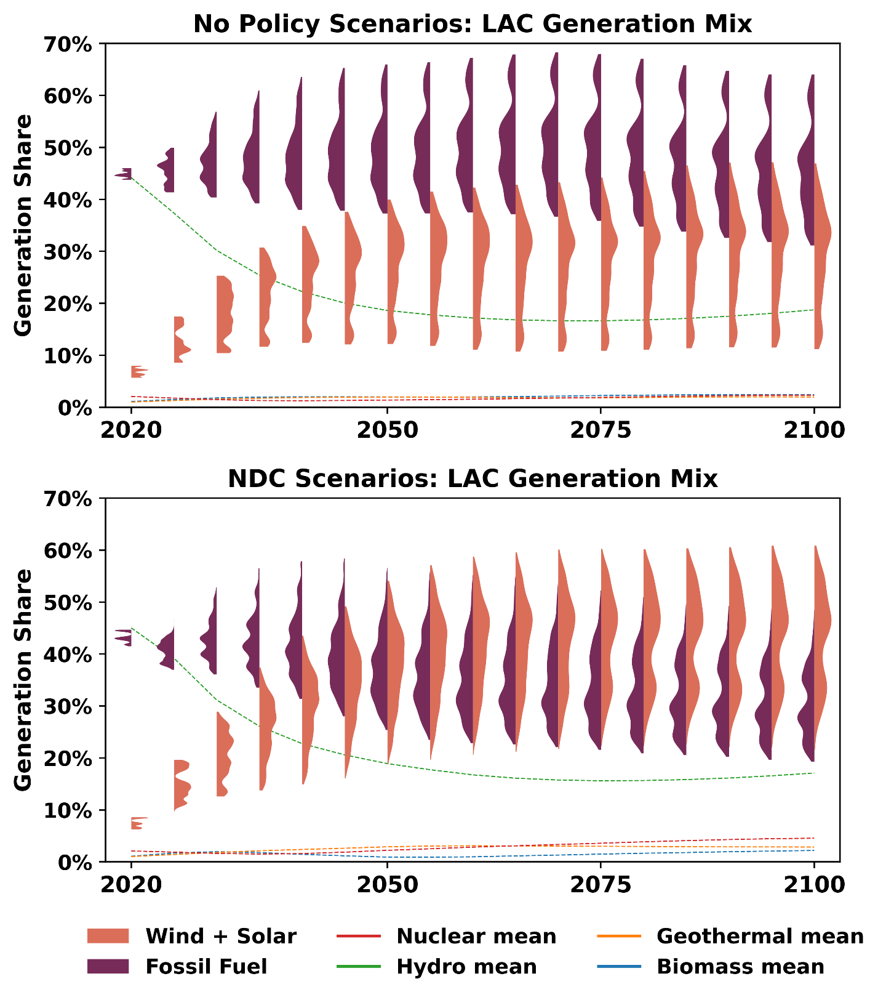 No Policy Scenarios: LAC Generation Mix
Generation Share
70%
60%
50%
40%
30%
20%
10%
0%
2020 2050 2075 2100
NDC Scenarios: LAC Generation Mix
Generation Share
70%
60%
50%
40%
30%
20%
10%
0%
2020 2050 2075 2100
Wind + Solar Nuclear mean Geothermal mean
Fossil Fuel Hydro mean Biomass mean